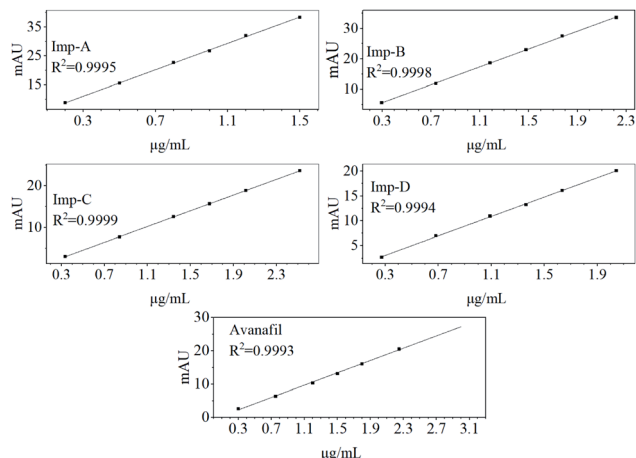 mAU
35
15
Imp-A
R²=0.9995
0.3 0.7 1.1 1.5
µg/mL
mAU
30
20
10
Imp-B
R²=0.9998
0.3 0.7 1.1 1.5 1.9 2.3
µg/mL
mAU
20
10
Imp-C
R²=0.9999
0.3 0.7 1.1 1.5 1.9 2.3
µg/mL
mAU
20
15
10
5
Imp-D
R²=0.9994
0.3 0.7 1.1 1.5 1.9
µg/mL
mAU
30
20
10
0
Avanafil
R²=0.9993
0.3 0.7 1.1 1.5 1.9 2.3 2.7 3.1
µg/mL